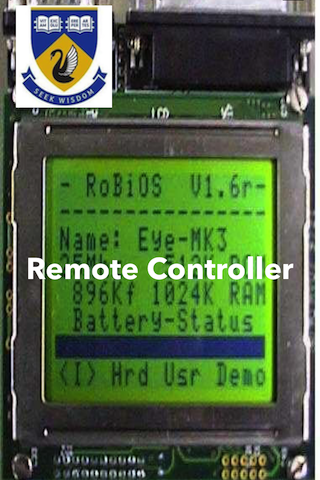 SEEK WISDOM
- RoBiOS V1.6r-
----------------
Name: Eye-MK3
Remote Controller
896Kf 1024K RAM
Battery-Status
<I> Hrd Usr Demo